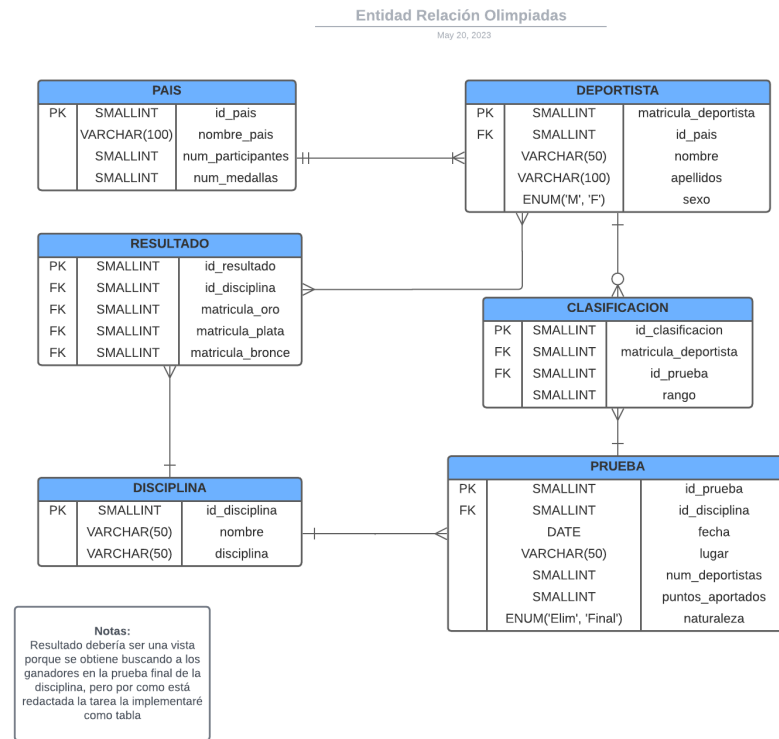 Entidad Relación Olimpiadas
May 20, 2023
PAIS
PK SMALLINT id_pais
VARCHAR(100) nombre_pais
SMALLINT num_participantes
SMALLINT num_medallas
DEPORTISTA
PK SMALLINT matricula_deportista
FK SMALLINT id_pais
VARCHAR(50) nombre
VARCHAR(100) apellidos
ENUM('M', 'F') sexo
RESULTADO
PK SMALLINT id_resultado
FK SMALLINT id_disciplina
FK SMALLINT matricula_oro
FK SMALLINT matricula_plata
FK SMALLINT matricula_bronce
CLASIFICACION
PK SMALLINT id_clasificacion
FK SMALLINT matricula_deportista
FK SMALLINT id_prueba
SMALLINT rango
DISCIPLINA
PK SMALLINT id_disciplina
VARCHAR(50) nombre
VARCHAR(50) disciplina
PRUEBA
PK SMALLINT id_prueba
FK SMALLINT id_disciplina
DATE fecha
VARCHAR(50) lugar
SMALLINT num_deportistas
SMALLINT puntos_aportados
ENUM('Elim', 'Final') naturaleza
Notas:
Resultado debería ser una vista
porque se obtiene buscando a los
ganadores en la prueba final de la
disciplina, pero por como está
redactada la tarea la implementaré
como tabla